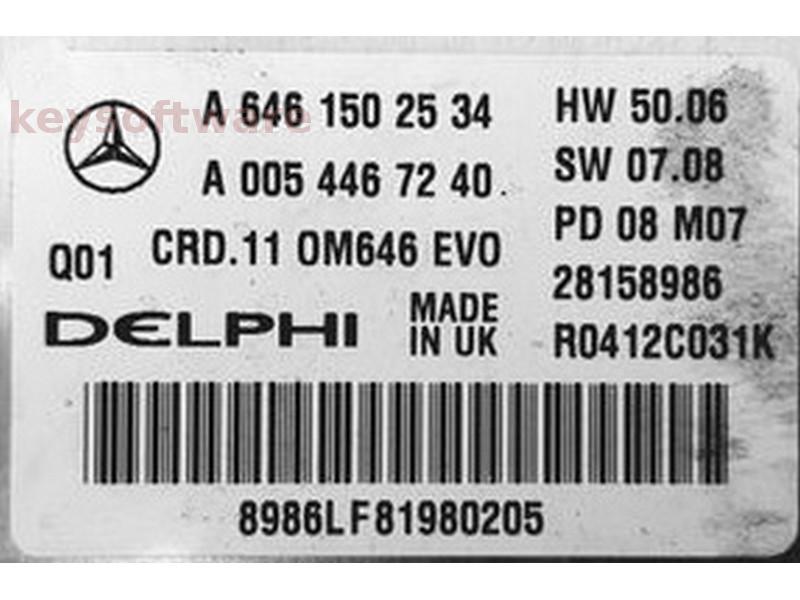 keysoftware
A 646 150 25 34
A 005 446 72 40.
Q01
CRD.11 OM646 EVO
DELPHI
MADE
IN UK
HW 50.06
SW 07.08
PD 08 M07
28158986
R0412C031K
8986LF81980205